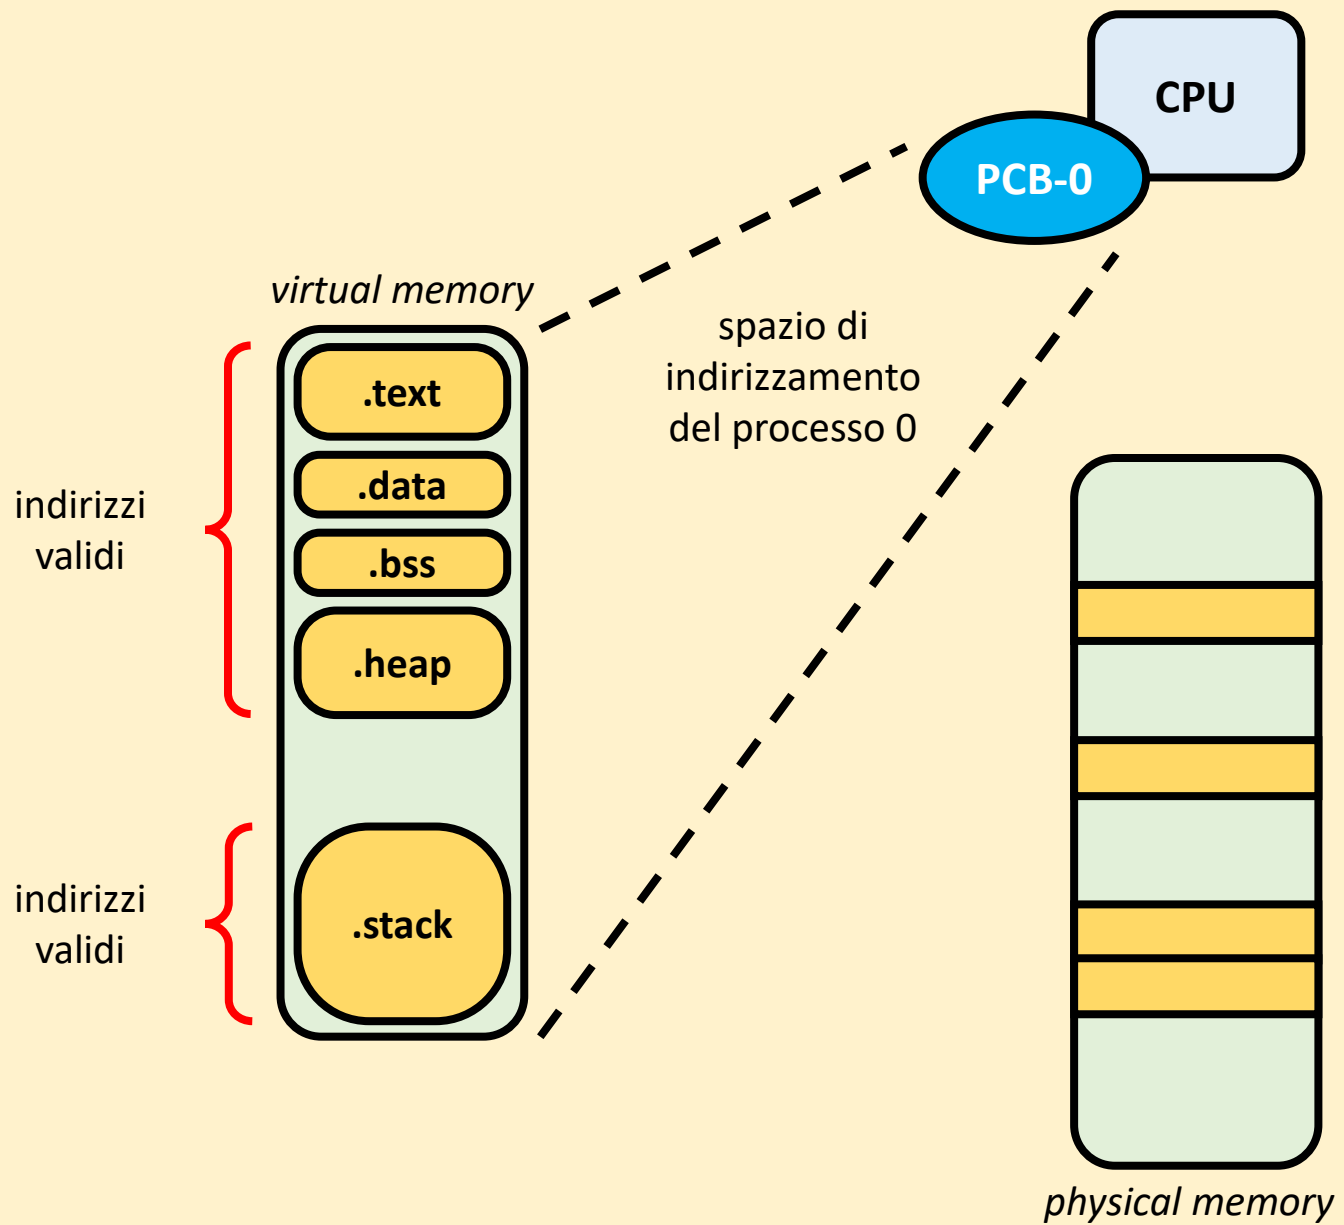 CPU
PCB-0
virtual memory
spazio di
indirizzamento
del processo 0
.text
.data
.bss
.heap
.stack
indirizzi
validi
indirizzi
validi
physical memory